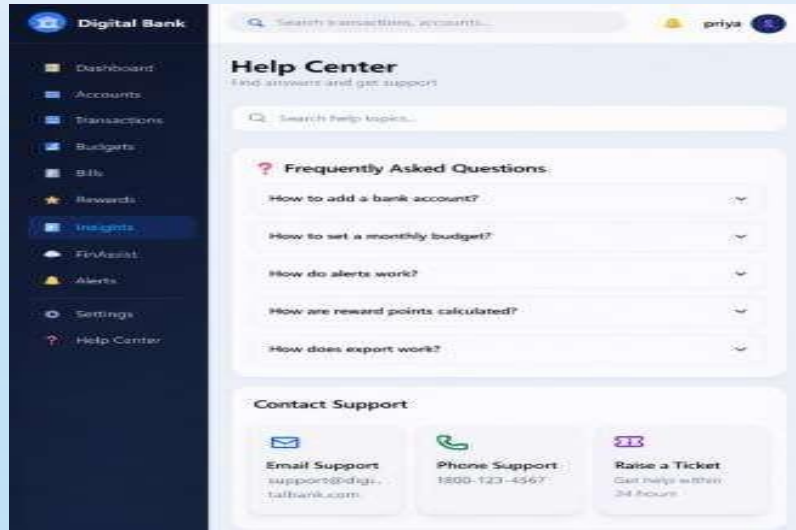 Digital Bank
Search transactions, accounts...
priya
S
Dashboard
Accounts
Transactions
Budgets
Bills
Rewards
Insights
FinAssist
Alerts
Settings
? Help Center
Help Center
Find answers and get support
Search help topics...
? Frequently Asked Questions
How to add a bank account?
How to set a monthly budget?
How do alerts work?
How are reward points calculated?
How does export work?
Contact Support
Email Support
support@digi..
talbank.com
Phone Support
1800-123-4567
Raise a Ticket
Get help within
24 hours